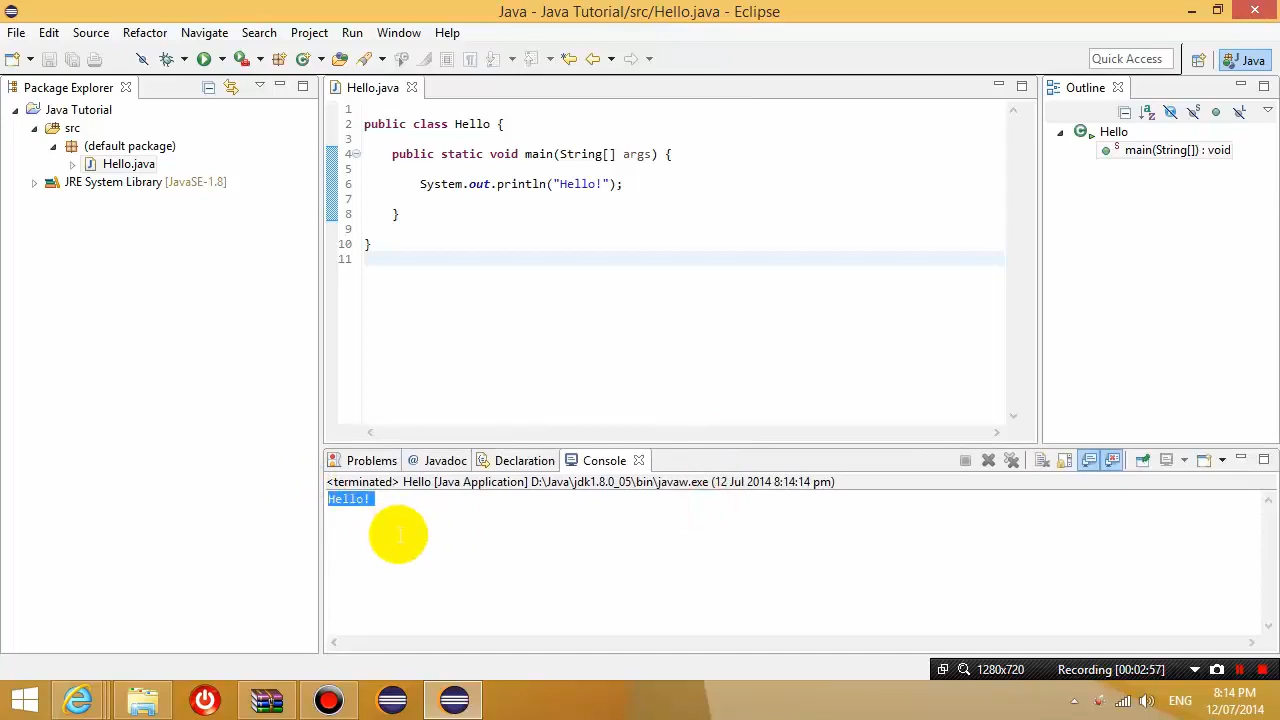 Java - Java Tutorial/src/Hello.java - Eclipse
File Edit Source Refactor Navigate Search Project Run Window Help
Quick Access
Java
Package Explorer
Java Tutorial
src
(default package)
Hello.java
JRE System Library [JavaSE-1.8]
Hello.java
1
2 public class Hello {
3
4 public static void main(String[] args) {
5
6 System.out.println("Hello!");
7
8 }
9
10 }
11
Outline
Hello
main(String[]) : void
Problems @ Javadoc Declaration Console
<terminated> Hello [Java Application] D:\Java\jdk1.8.0_05\bin\javaw.exe (12 Jul 2014 8:14:14 pm)
Hello!
1280x720 Recording [00:02:57]
ENG
8:14 PM
12/07/2014